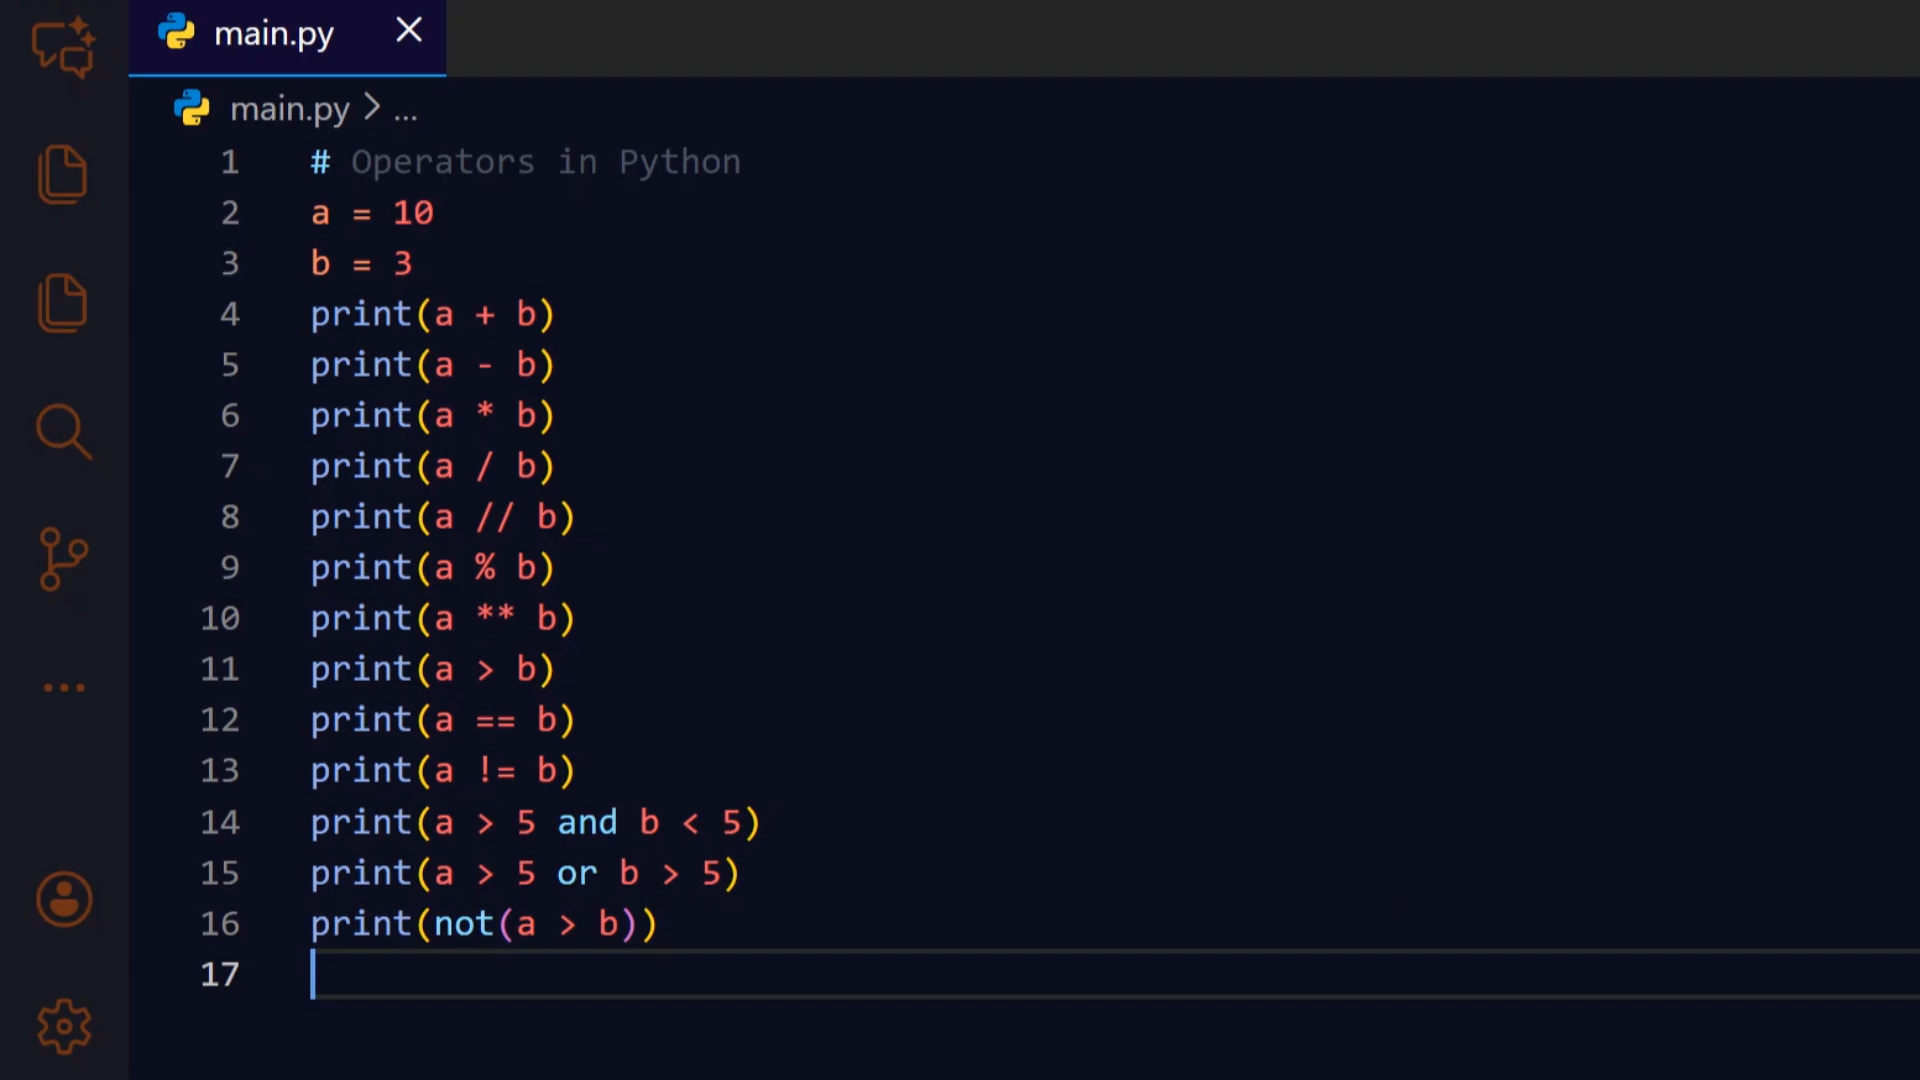 main.py
main.py > ...
1 # Operators in Python
2 a = 10
3 b = 3
4 print(a + b)
5 print(a - b)
6 print(a * b)
7 print(a / b)
8 print(a // b)
9 print(a % b)
10 print(a ** b)
11 print(a > b)
12 print(a == b)
13 print(a != b)
14 print(a > 5 and b < 5)
15 print(a > 5 or b > 5)
16 print(not(a > b))
17